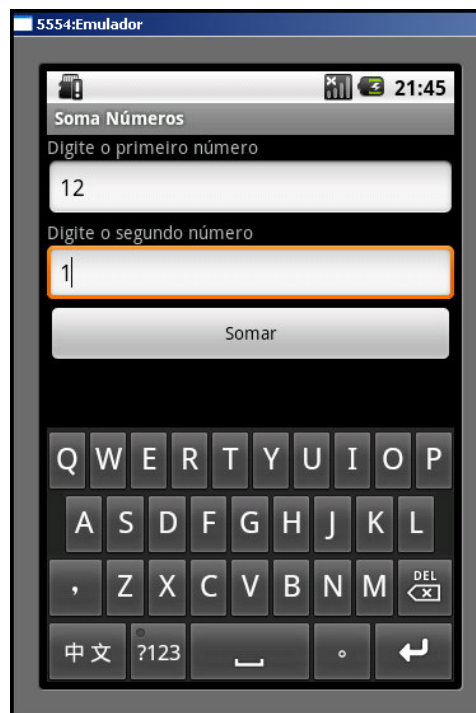 5554:Emulador
21:45
Soma Números
Digite o primeiro número
12
Digite o segundo número
1
Somar
Q W E R T Y U I O P
A S D F G H J K L
, Z X C V B N M DEL
中文 ?123 。